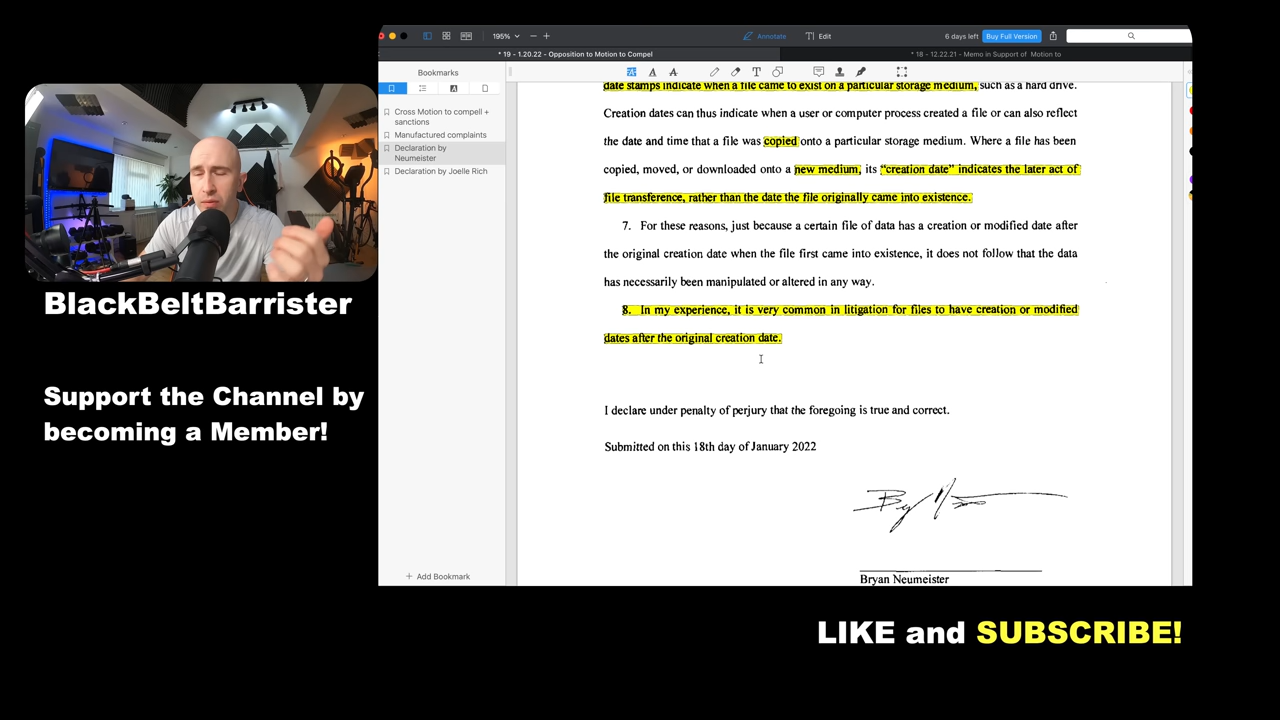 195%
Annotate
Edit
6 days left
Buy Full Version
* 19 - 1.20.22 - Opposition to Motion to Compel
* 18 - 12.22.21 - Memo in Support of Motion to
Bookmarks
Cross Motion to compell +
sanctions
Manufactured complaints
Declaration by
Neumeister
Declaration by Joelle Rich
+ Add Bookmark
date stamps indicate when a file came to exist on a particular storage medium, such as a hard drive.
Creation dates can thus indicate when a user or computer process created a file or can also reflect
the date and time that a file was copied onto a particular storage medium. Where a file has been
copied, moved, or downloaded onto a new medium, its “creation date” indicates the later act of
file transference, rather than the date the file originally came into existence.
7. For these reasons, just because a certain file of data has a creation or modified date after
the original creation date when the file first came into existence, it does not follow that the data
has necessarily been manipulated or altered in any way.
8. In my experience, it is very common in litigation for files to have creation or modified
dates after the original creation date.
I declare under penalty of perjury that the foregoing is true and correct.
Submitted on this 18th day of January 2022
Bryan Neumeister
BlackBeltBarrister
Support the Channel by
becoming a Member!
LIKE and SUBSCRIBE!